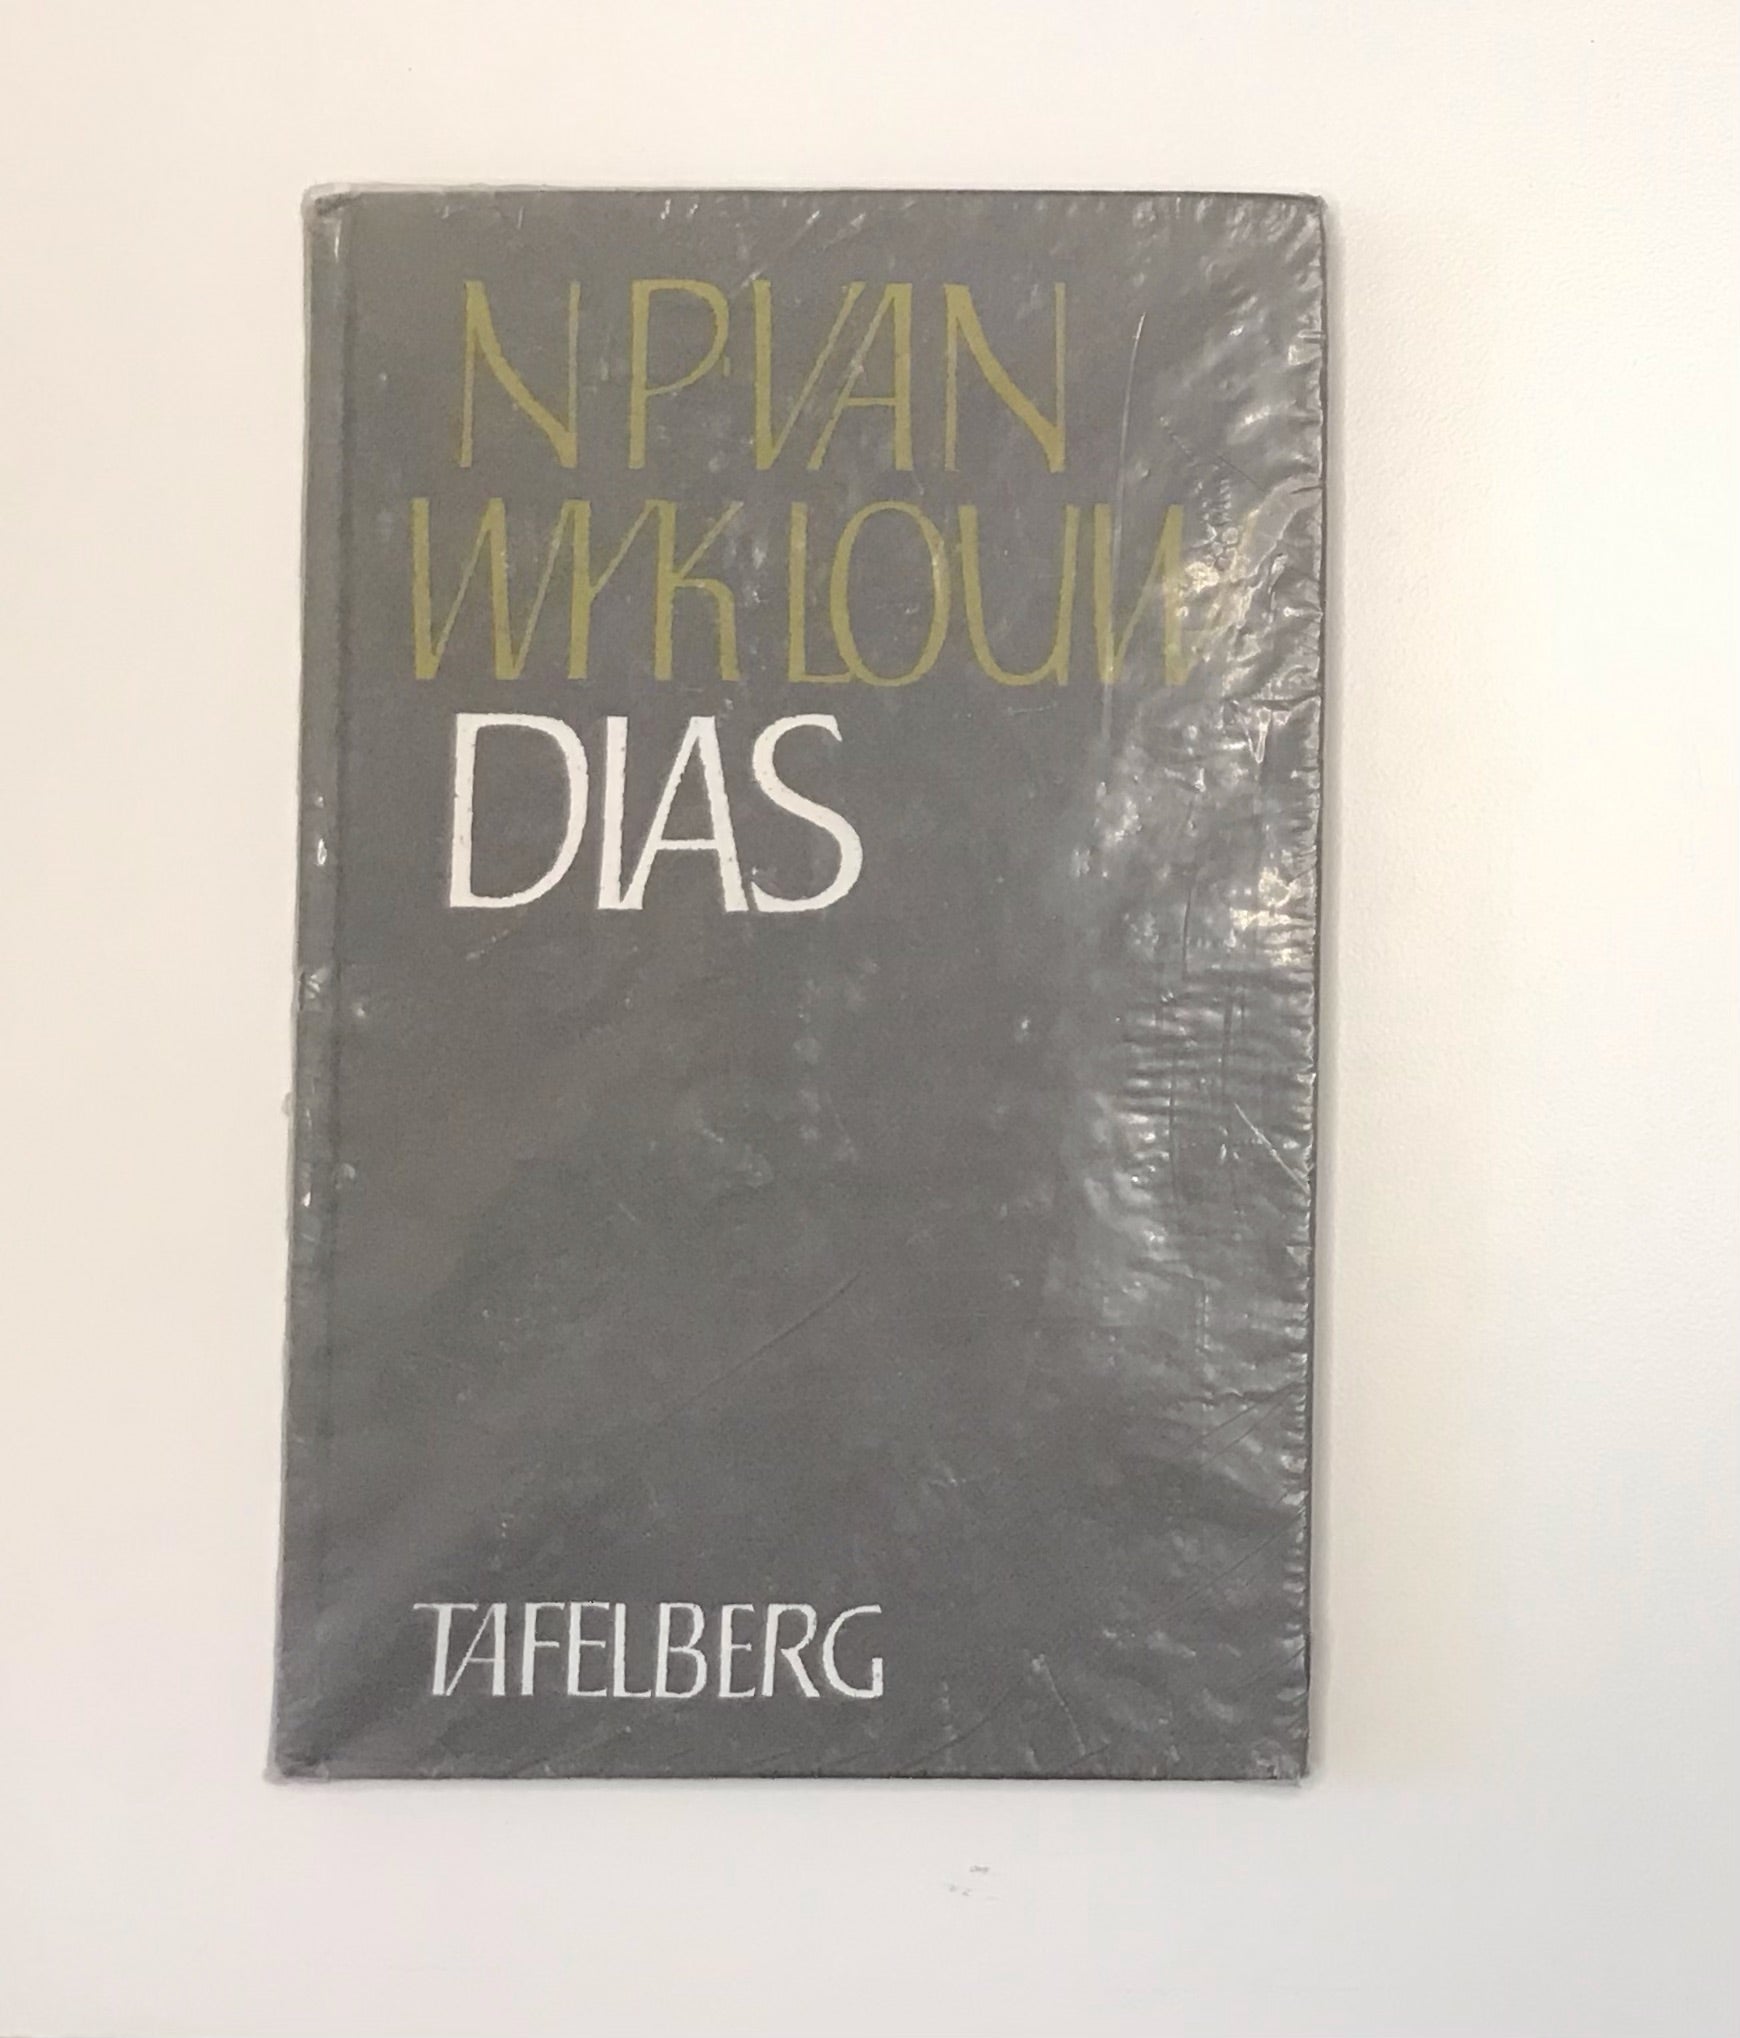 N P VAN
WYK LOUW
DIAS
TAFELBERG